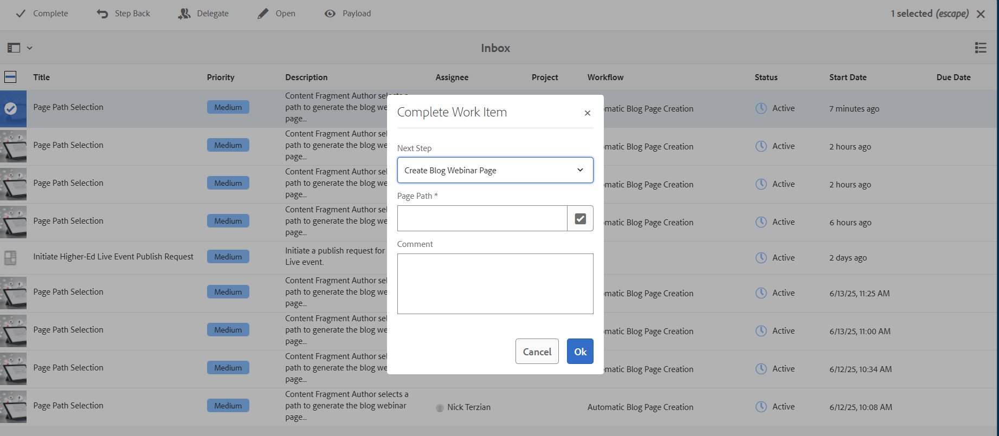 Complete
Step Back
Delegate
Open
Payload
1 selected (escape)
Inbox
Title
Priority
Description
Assignee
Project
Workflow
Status
Start Date
Due Date
Page Path Selection
Medium
Content Fragment Author selects a
path to generate the blog we
page...
matic Blog Page Creation
Active
7 minutes ago
Page Path Selection
Medium
Content Fragment Author sel
path to generate the blog we
page...
matic Blog Page Creation
Active
2 hours ago
Page Path Selection
Medium
Content Fragment Author sel
path to generate the blog we
page...
matic Blog Page Creation
Active
2 hours ago
Page Path Selection
Medium
Content Fragment Author sel
path to generate the blog we
page...
matic Blog Page Creation
Active
6 hours ago
Initiate Higher-Ed Live Event Publish Request
Medium
Initiate a publish request for
Live event.
Active
2 days ago
Page Path Selection
Medium
Content Fragment Author sel
path to generate the blog we
page...
matic Blog Page Creation
Active
6/13/25, 11:25 AM
Page Path Selection
Medium
Content Fragment Author sel
path to generate the blog we
page...
matic Blog Page Creation
Active
6/13/25, 11:00 AM
Page Path Selection
Medium
Content Fragment Author sel
path to generate the blog we
page...
matic Blog Page Creation
Active
6/12/25, 10:34 AM
Page Path Selection
Medium
Content Fragment Author selects a
path to generate the blog webinar
page...
Nick Terzian
Automatic Blog Page Creation
Active
6/12/25, 10:08 AM
Complete Work Item
Next Step
Create Blog Webinar Page
Page Path *
Comment
Cancel
Ok